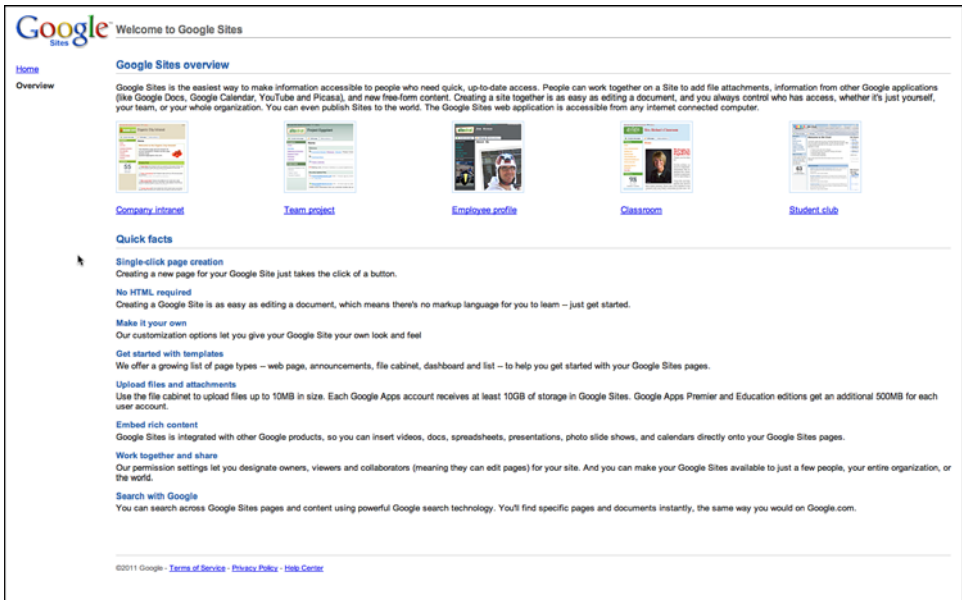 Google
Sites
Welcome to Google Sites
Home
Overview
Google Sites overview
Google Sites is the easiest way to make information accessible to people who need quick, up-to-date access. People can work together on a Site to add file attachments, information from other Google applications
(like Google Docs, Google Calendar, YouTube and Picasa), and new free-form content. Creating a site together is as easy as editing a document, and you always control who has access, whether it's just yourself,
your team, or your whole organization. You can even publish Sites to the world. The Google Sites web application is accessible from any internet connected computer.
Company intranet
Team project
Employee profile
Classroom
Student club
Quick facts
Single-click page creation
Creating a new page for your Google Site just takes the click of a button.
No HTML required
Creating a Google Site is as easy as editing a document, which means there's no markup language for you to learn – just get started.
Make it your own
Our customization options let you give your Google Site your own look and feel
Get started with templates
We offer a growing list of page types – web page, announcements, file cabinet, dashboard and list – to help you get started with your Google Sites pages.
Upload files and attachments
Use the file cabinet to upload files up to 10MB in size. Each Google Apps account receives at least 10GB of storage in Google Sites. Google Apps Premier and Education editions get an additional 500MB for each
user account.
Embed rich content
Google Sites is integrated with other Google products, so you can insert videos, docs, spreadsheets, presentations, photo slide shows, and calendars directly onto your Google Sites pages.
Work together and share
Our permission settings let you designate owners, viewers and collaborators (meaning they can edit pages) for your site. And you can make your Google Sites available to just a few people, your entire organization, or
the world.
Search with Google
You can search across Google Sites pages and content using powerful Google search technology. You'll find specific pages and documents instantly, the same way you would on Google.com.
©2011 Google - Terms of Service - Privacy Policy - Help Center